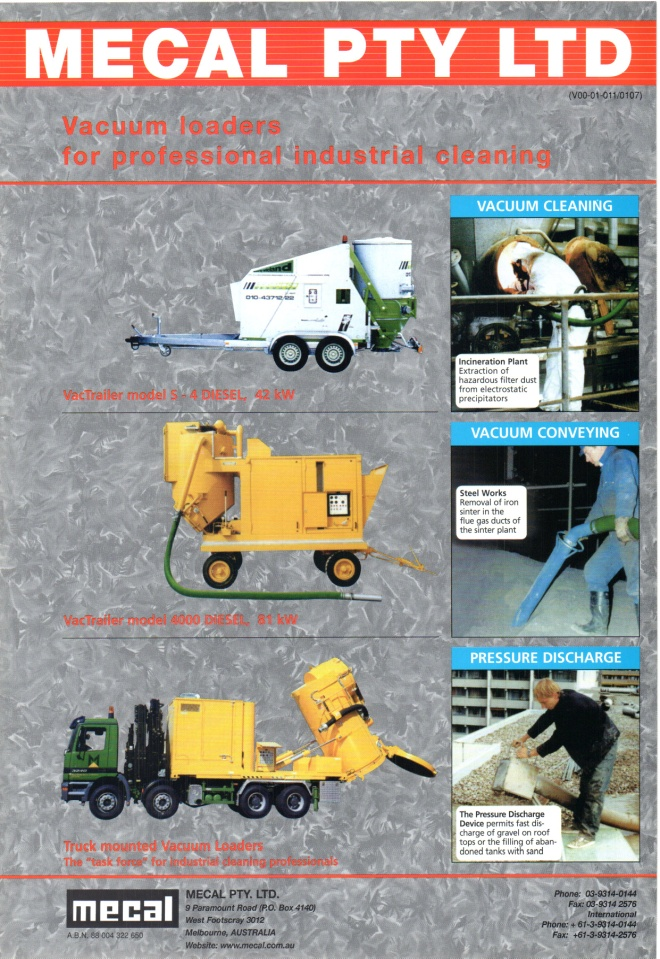 MECAL PTY LTD
(V00-01-011/0107)
Vacuum loaders
for professional industrial cleaning
VACUUM CLEANING
Incineration Plant
Extraction of
hazardous filter dust
from electrostatic
precipitators
010-43712122
VacTrailer model S - 4 DIESEL, 42 kW
VACUUM CONVEYING
Steel Works
Removal of iron
sinter in the
flue gas ducts of
the sinter plant
VacTrailer model 4000 DIESEL, 81 kW
PRESSURE DISCHARGE
The Pressure Discharge
Device permits fast dis-
charge of gravel on roof
tops or the filling of aban-
doned tanks with sand
Truck mounted Vacuum Loaders
The "task force" for industrial cleaning professionals
mecal
A.B.N. 68 004 322 650
MECAL PTY. LTD.
9 Paramount Road (P.O. Box 4140)
West Footscray 3012
Melbourne, AUSTRALIA
Website: www.mecal.com.au
Phone: 03-9314-0144
Fax: 03-9314 2576
International
Phone: + 61-3-9314-0144
Fax: +61-3-9314-2576